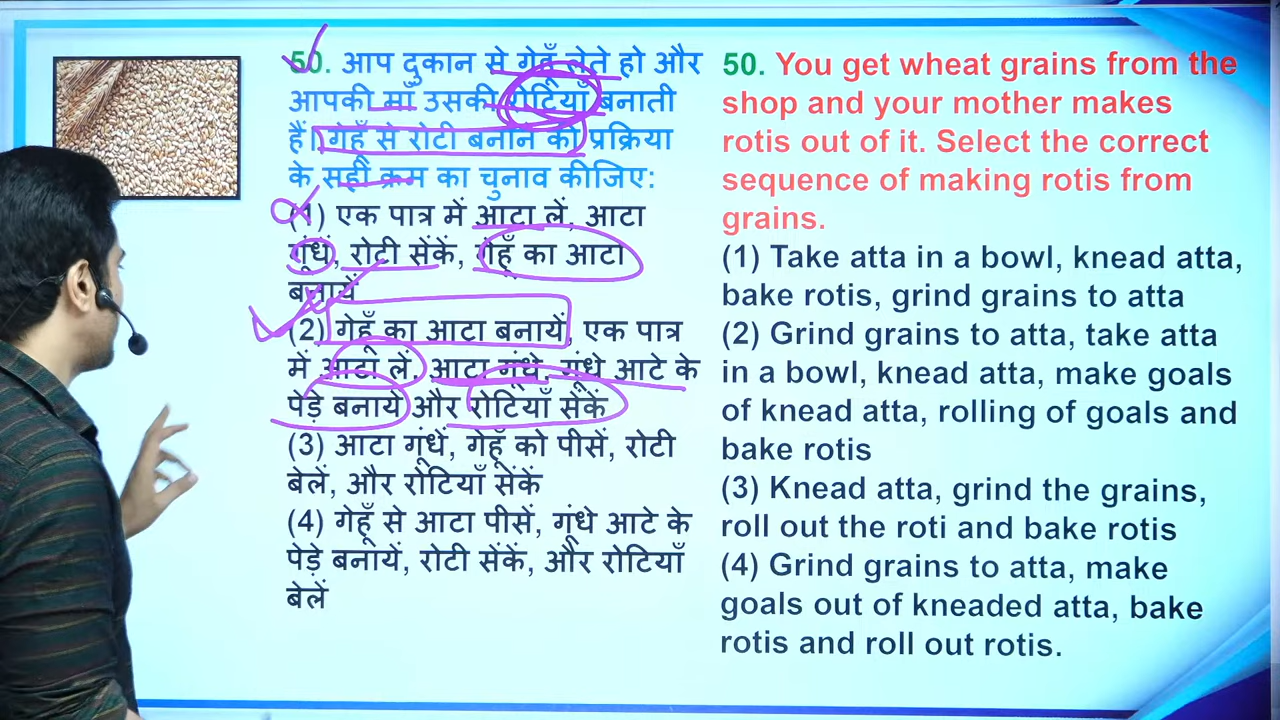 50. आप दुकान से गेहूँ लेते हो और
आपकी माँ उसकी रोटियाँ बनाती
हैं। गेहूँ से रोटी बनाने की प्रक्रिया
के सही क्रम का चुनाव कीजिए:
(1) एक पात्र में आटा लें, आटा
गूंधें, रोटी सेंकें, गेहूँ का आटा
बनायें
(2) गेहूँ का आटा बनायें, एक पात्र
में आटा लें, आटा गूंधे, गूंधे आटे के
पेड़े बनाये और रोटियाँ सेंकें
(3) आटा गूंधें, गेहूँ को पीसें, रोटी
बेलें, और रोटियाँ सेंकें
(4) गेहूँ से आटा पीसें, गूंधे आटे के
पेड़े बनायें, रोटी सेंकें, और रोटियाँ
बेलें
50. You get wheat grains from the
shop and your mother makes
rotis out of it. Select the correct
sequence of making rotis from
grains.
(1) Take atta in a bowl, knead atta,
bake rotis, grind grains to atta
(2) Grind grains to atta, take atta
in a bowl, knead atta, make goals
of knead atta, rolling of goals and
bake rotis
(3) Knead atta, grind the grains,
roll out the roti and bake rotis
(4) Grind grains to atta, make
goals out of kneaded atta, bake
rotis and roll out rotis.